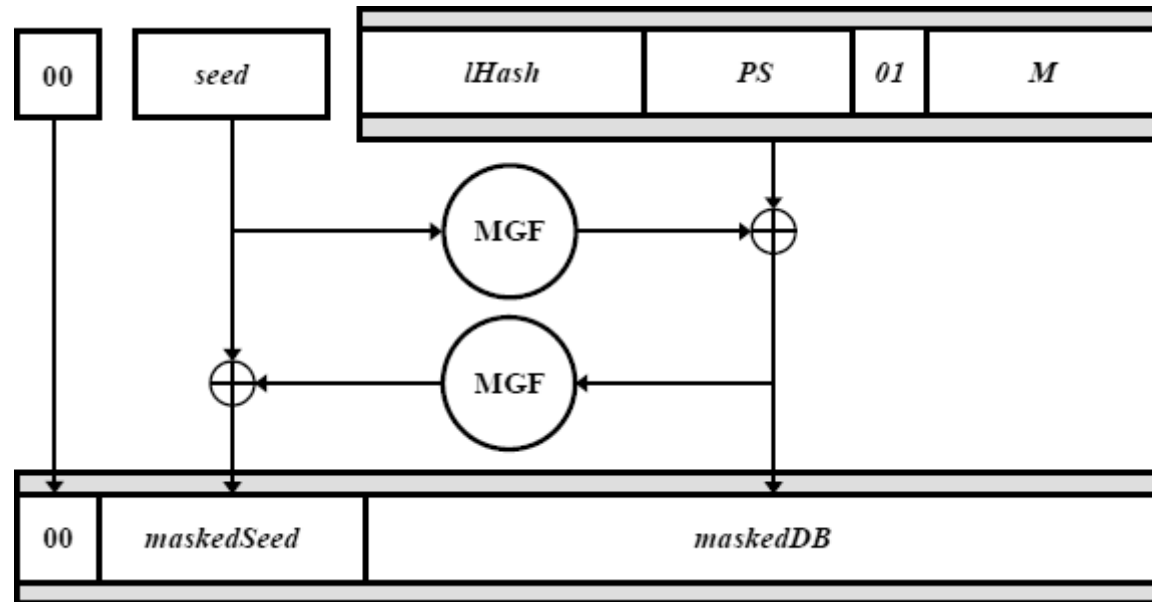 00 seed lHash PS 01 M
MGF
MGF
00 maskedSeed maskedDB